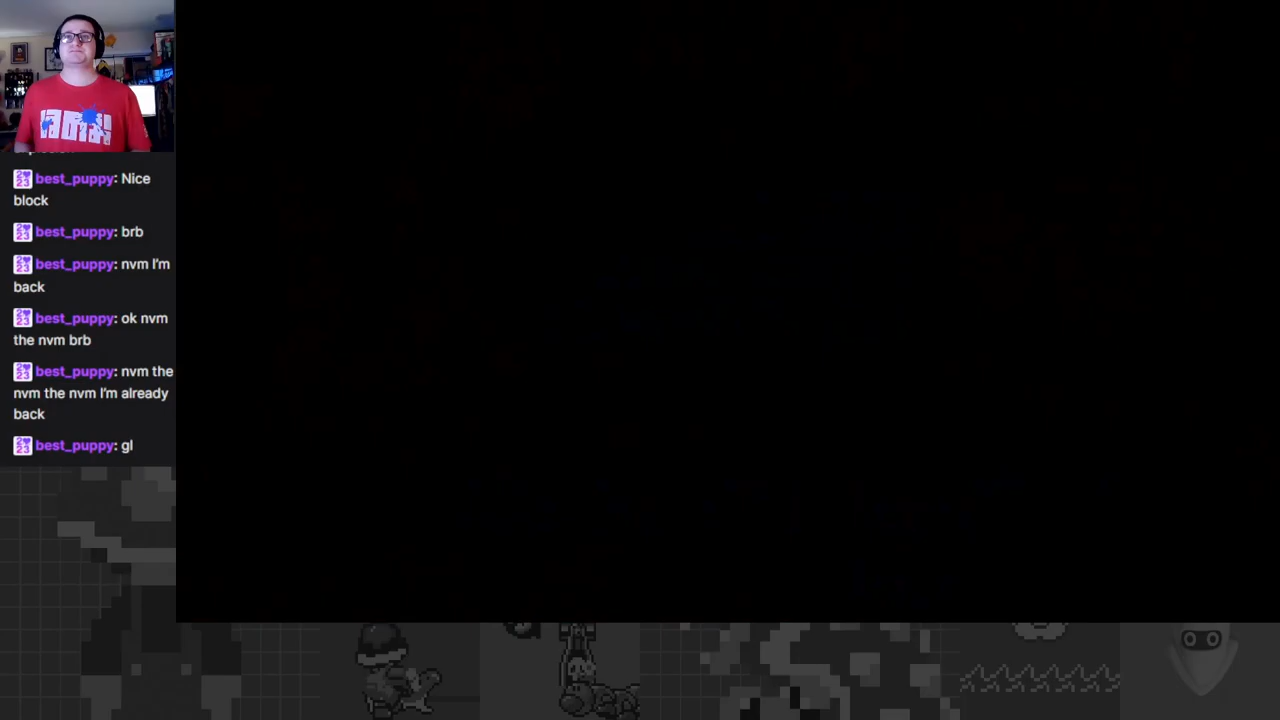 best_puppy: Nice
block
best_puppy: brb
best_puppy: nvm I'm
back
best_puppy: ok nvm
the nvm brb
best_puppy: nvm the
nvm the nvm I'm already
back
best_puppy: gl